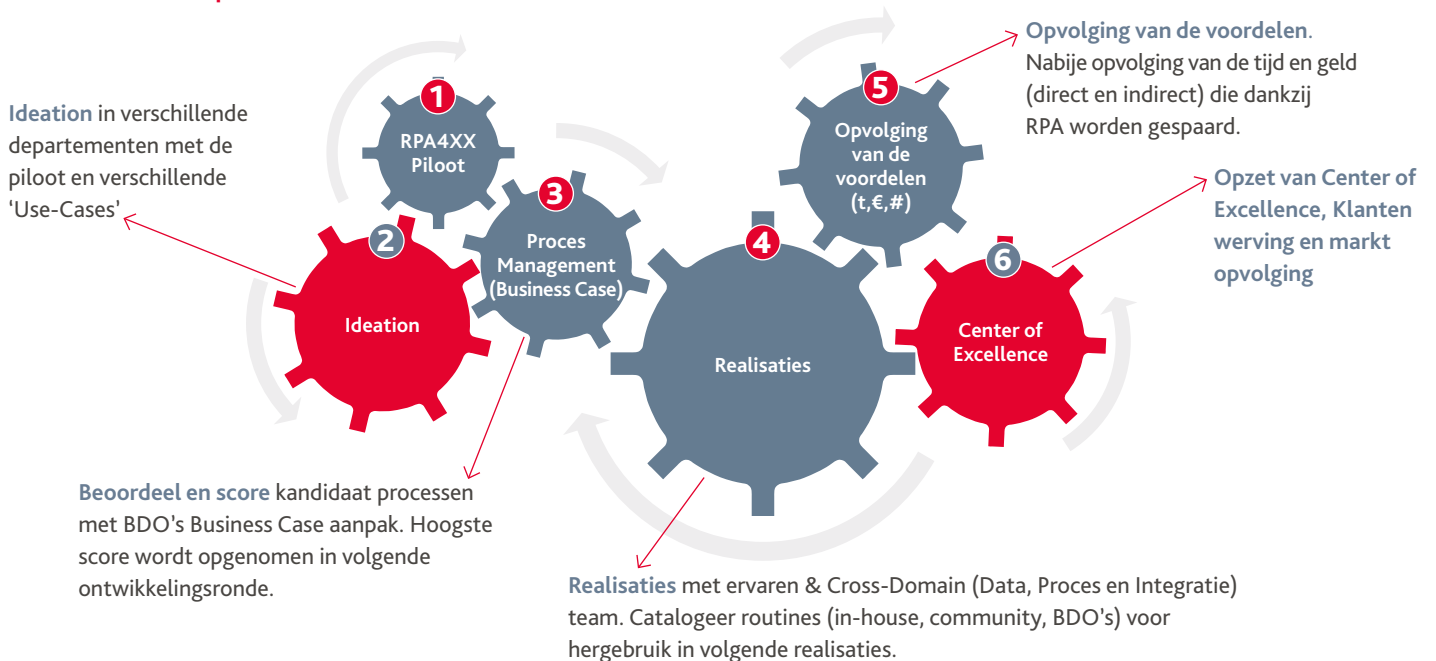 1
RPA4XX
Piloot
Ideation in verschillende
departementen met de
piloot en verschillende
‘Use-Cases’
2
Ideation
3
Proces
Management
(Business Case)
Beoordeel en score kandidaat processen
met BDO’s Business Case aanpak. Hoogste
score wordt opgenomen in volgende
ontwikkelingsronde.
4
Realisaties
Realisaties met ervaren & Cross-Domain (Data, Proces en Integratie)
team. Catalogeer routines (in-house, community, BDO’s) voor
hergebruik in volgende realisaties.
5
Opvolging
van de
voordelen
(t,€,#)
Opvolging van de voordelen.
Nabije opvolging van de tijd en geld
(direct en indirect) die dankzij
RPA worden gespaard.
6
Center of
Excellence
Opzet van Center of
Excellence, Klanten
werving en markt
opvolging